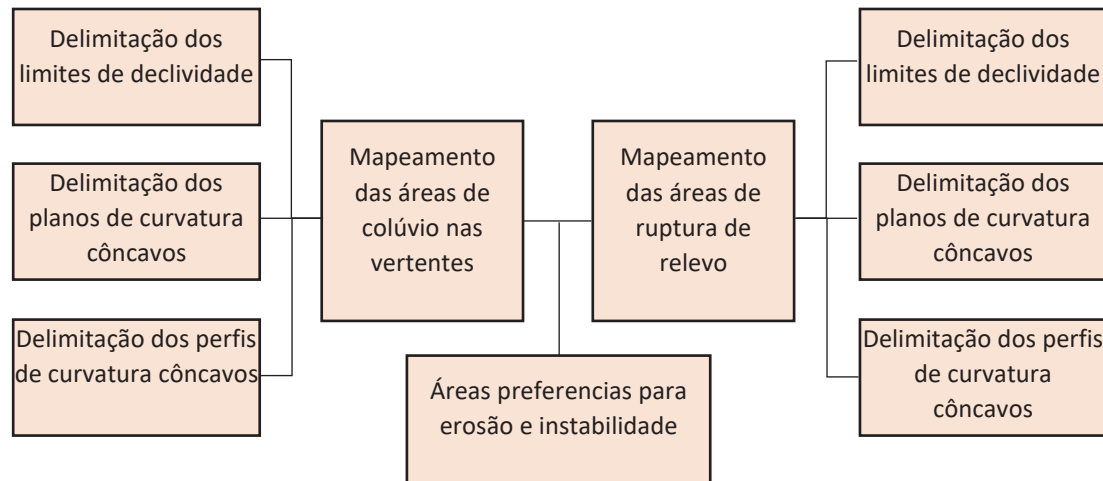 Delimitação dos
limites de declividade
Delimitação dos
planos de curvatura
côncavos
Delimitação dos perfis
de curvatura côncavos
Mapeamento
das áreas de
colúvio nas
vertentes
Mapeamento
das áreas de
ruptura de
relevo
Áreas preferencias para
erosão e instabilidade
Delimitação dos
limites de declividade
Delimitação dos
planos de curvatura
côncavos
Delimitação dos perfis
de curvatura
côncavos